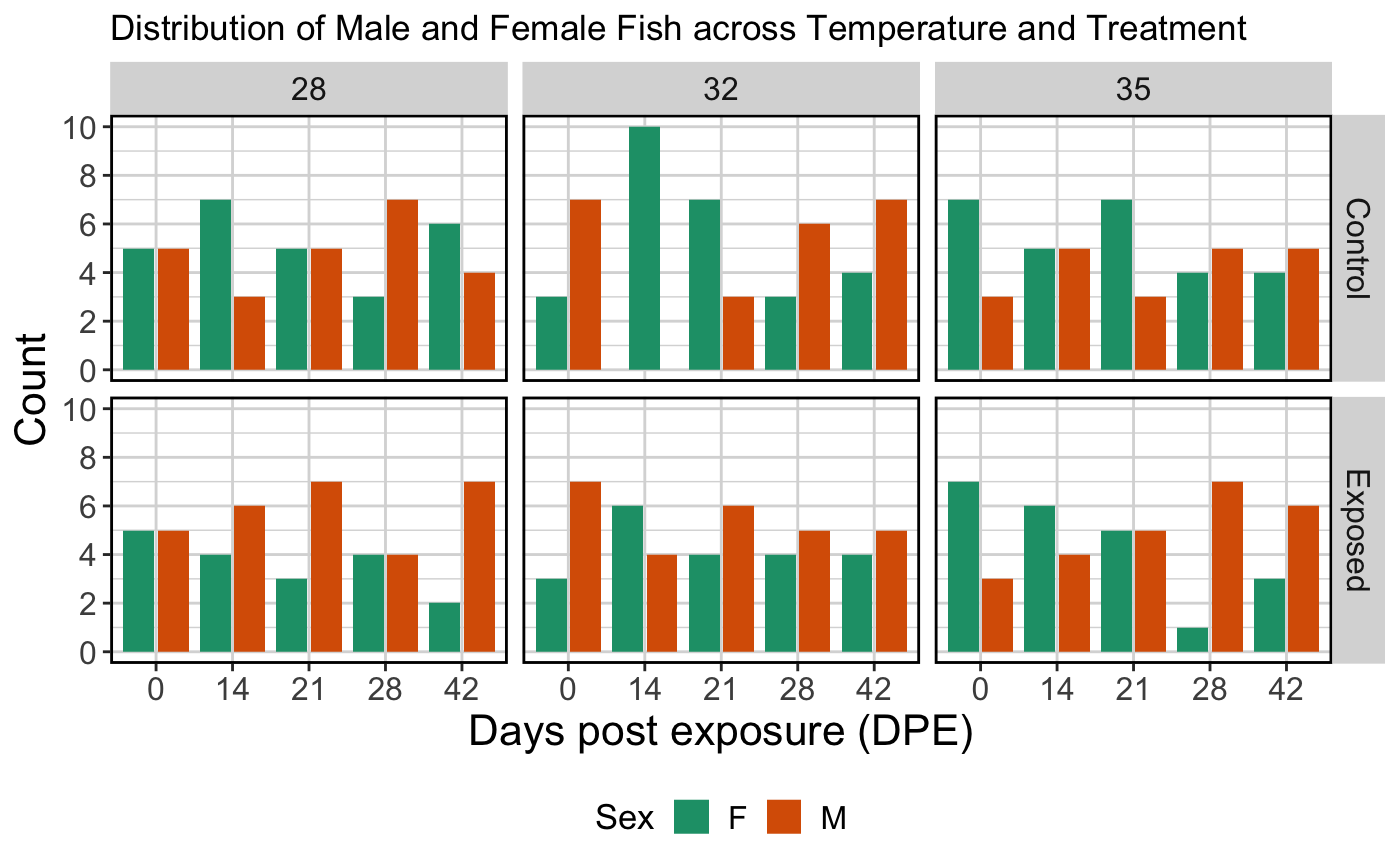 Distribution of Male and Female Fish across Temperature and Treatment
28 32 35
10
8
6
4
2
0
Control
10
8
6
4
2
0
Exposed
Count
0 14 21 28 42 0 14 21 28 42 0 14 21 28 42
Days post exposure (DPE)
Sex F M